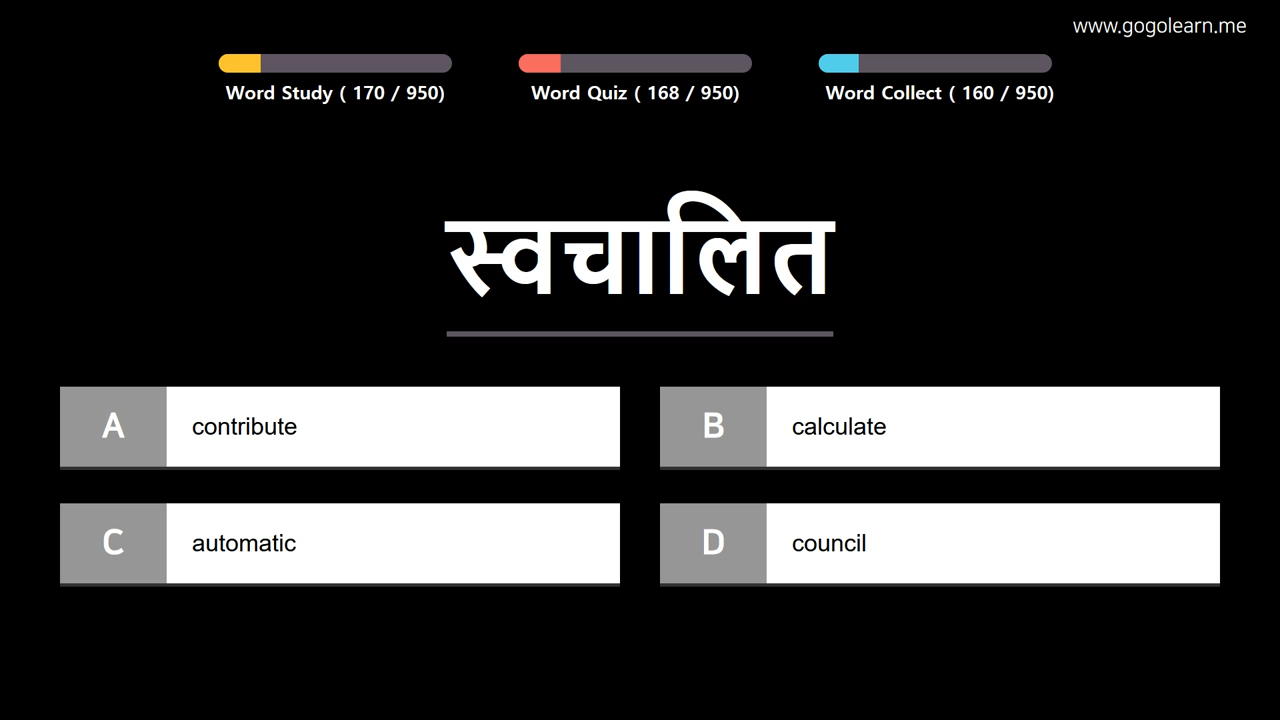 www.gogolearn.me
Word Study ( 170 / 950)
Word Quiz ( 168 / 950)
Word Collect ( 160 / 950)
स्वचालित
A contribute
B calculate
C automatic
D council